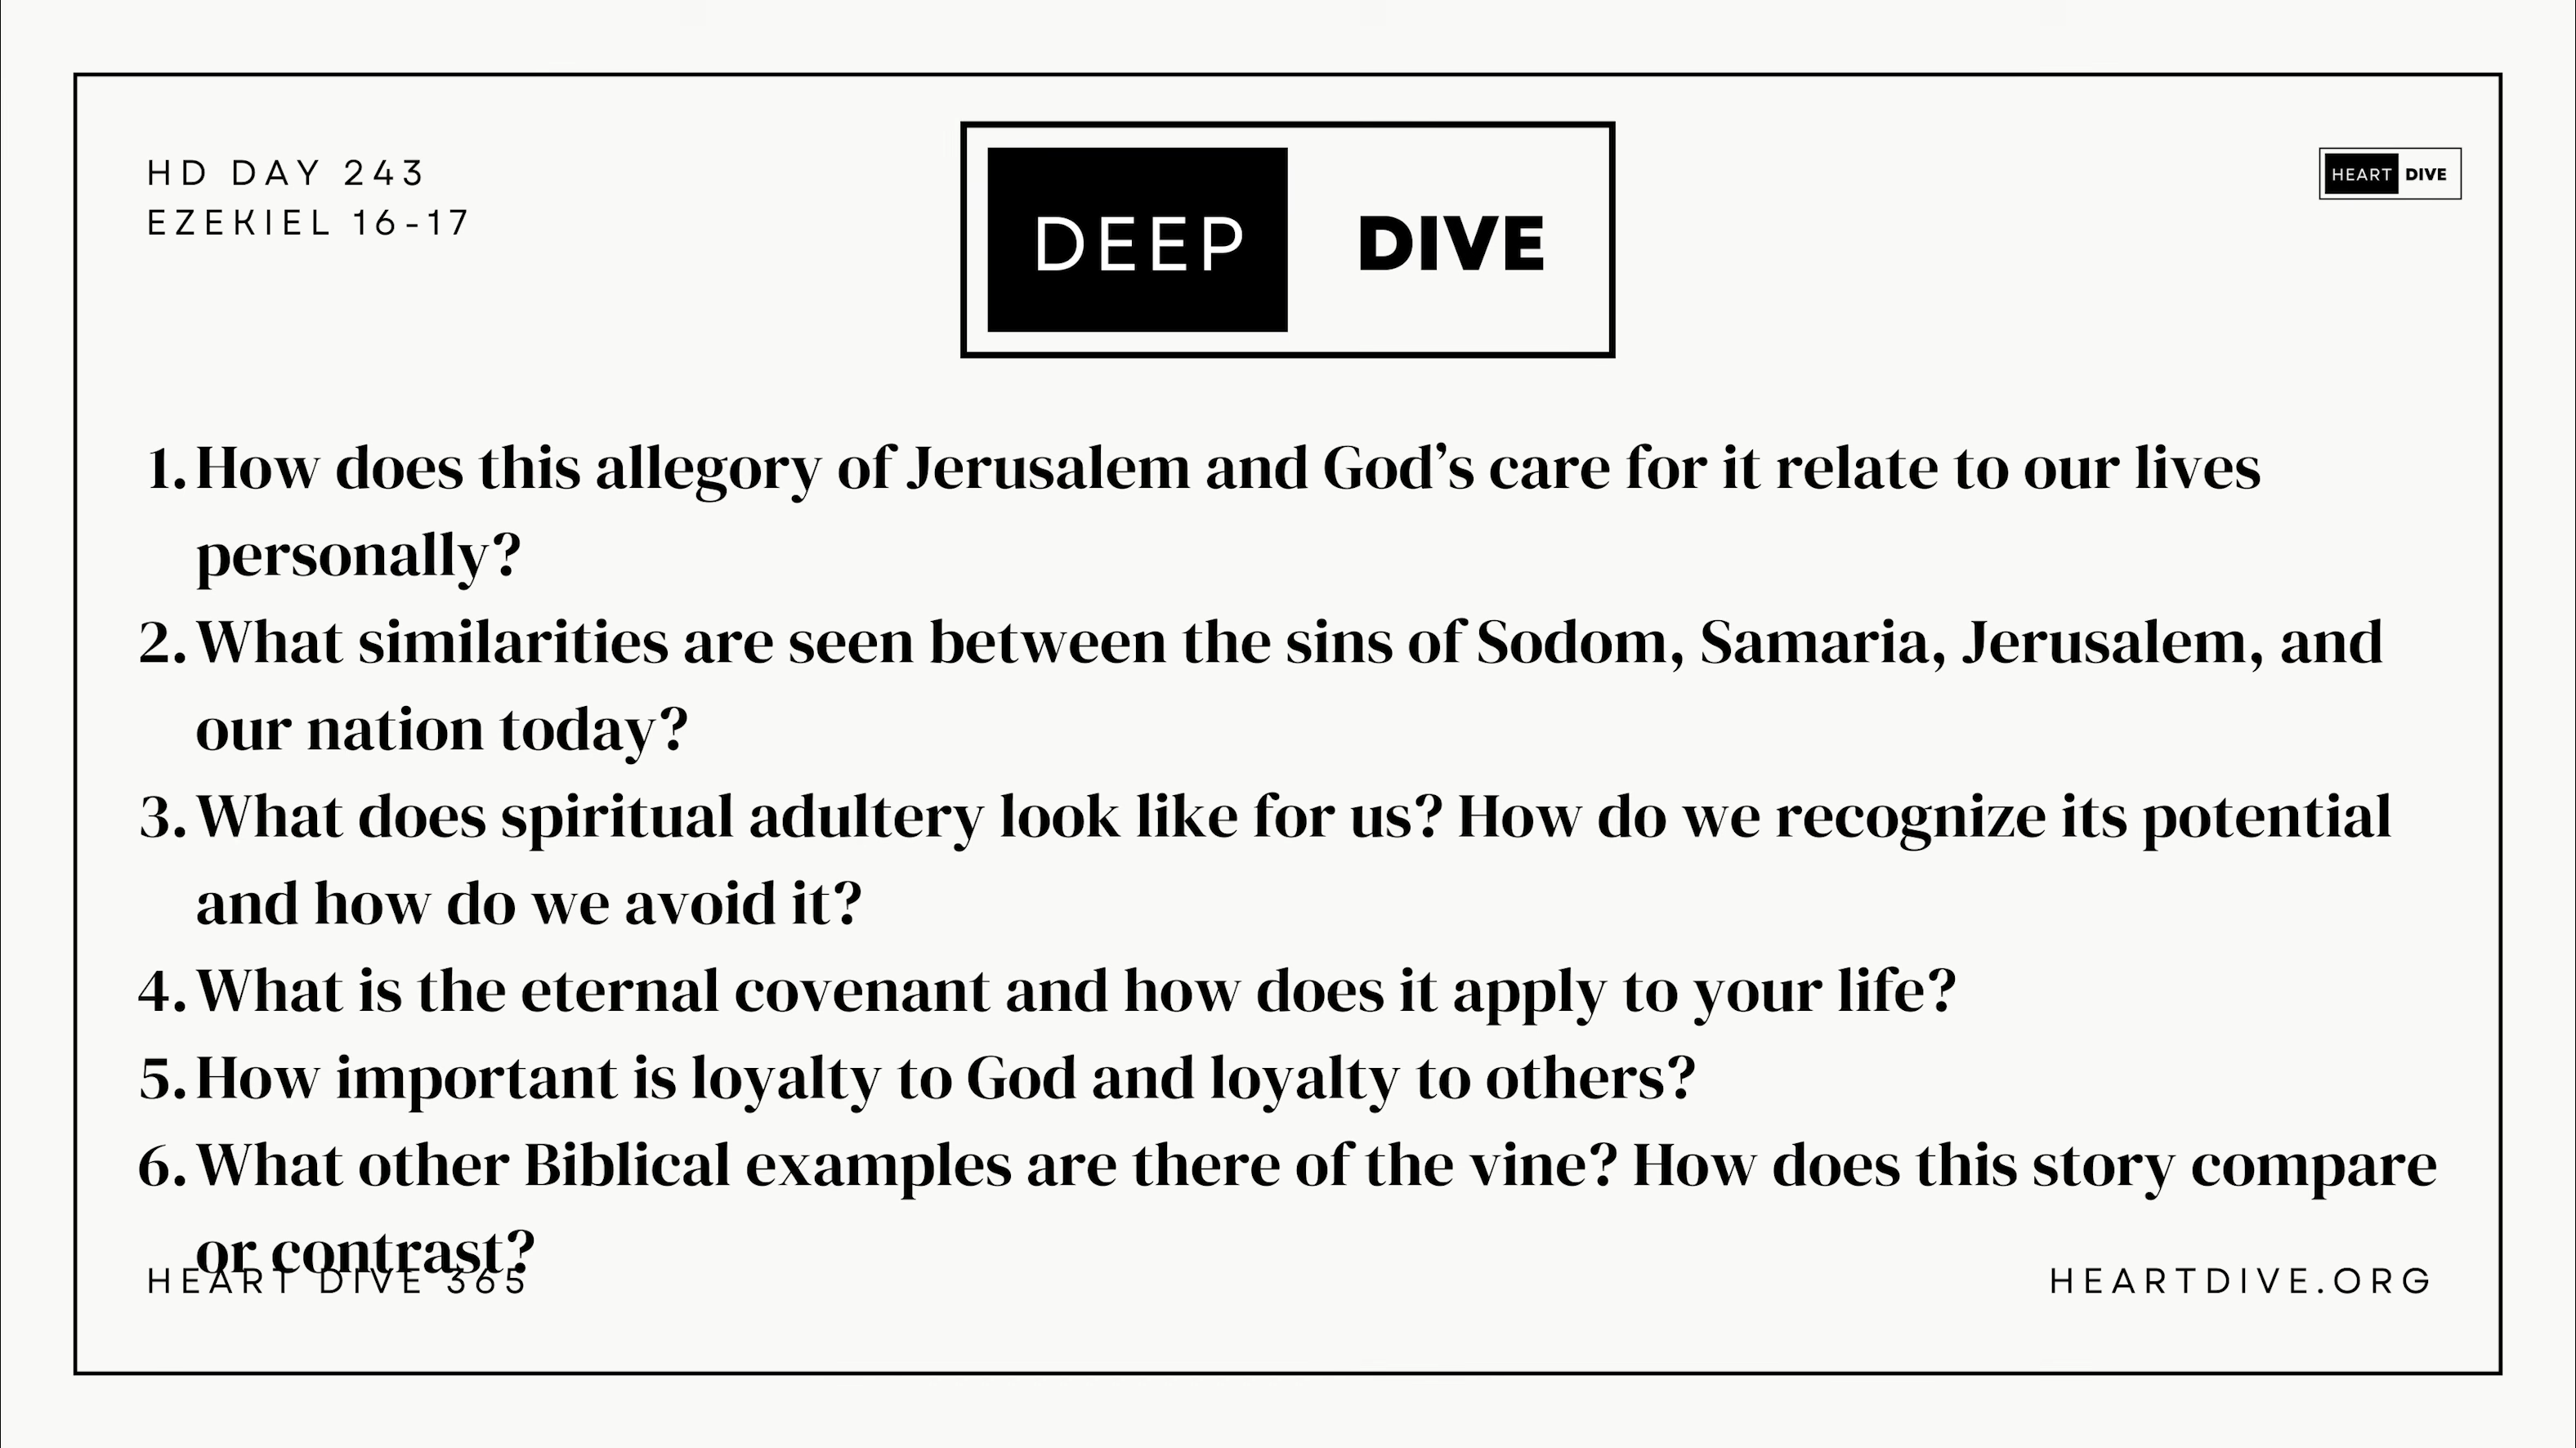 HD DAY 243
EZEKIEL 16-17
DEEP DIVE
HEART DIVE
1. How does this allegory of Jerusalem and God’s care for it relate to our lives
personally?
2. What similarities are seen between the sins of Sodom, Samaria, Jerusalem, and
our nation today?
3. What does spiritual adultery look like for us? How do we recognize its potential
and how do we avoid it?
4. What is the eternal covenant and how does it apply to your life?
5. How important is loyalty to God and loyalty to others?
6. What other Biblical examples are there of the vine? How does this story compare
or contrast?
HEART DIVE 365
HEARTDIVE.ORG